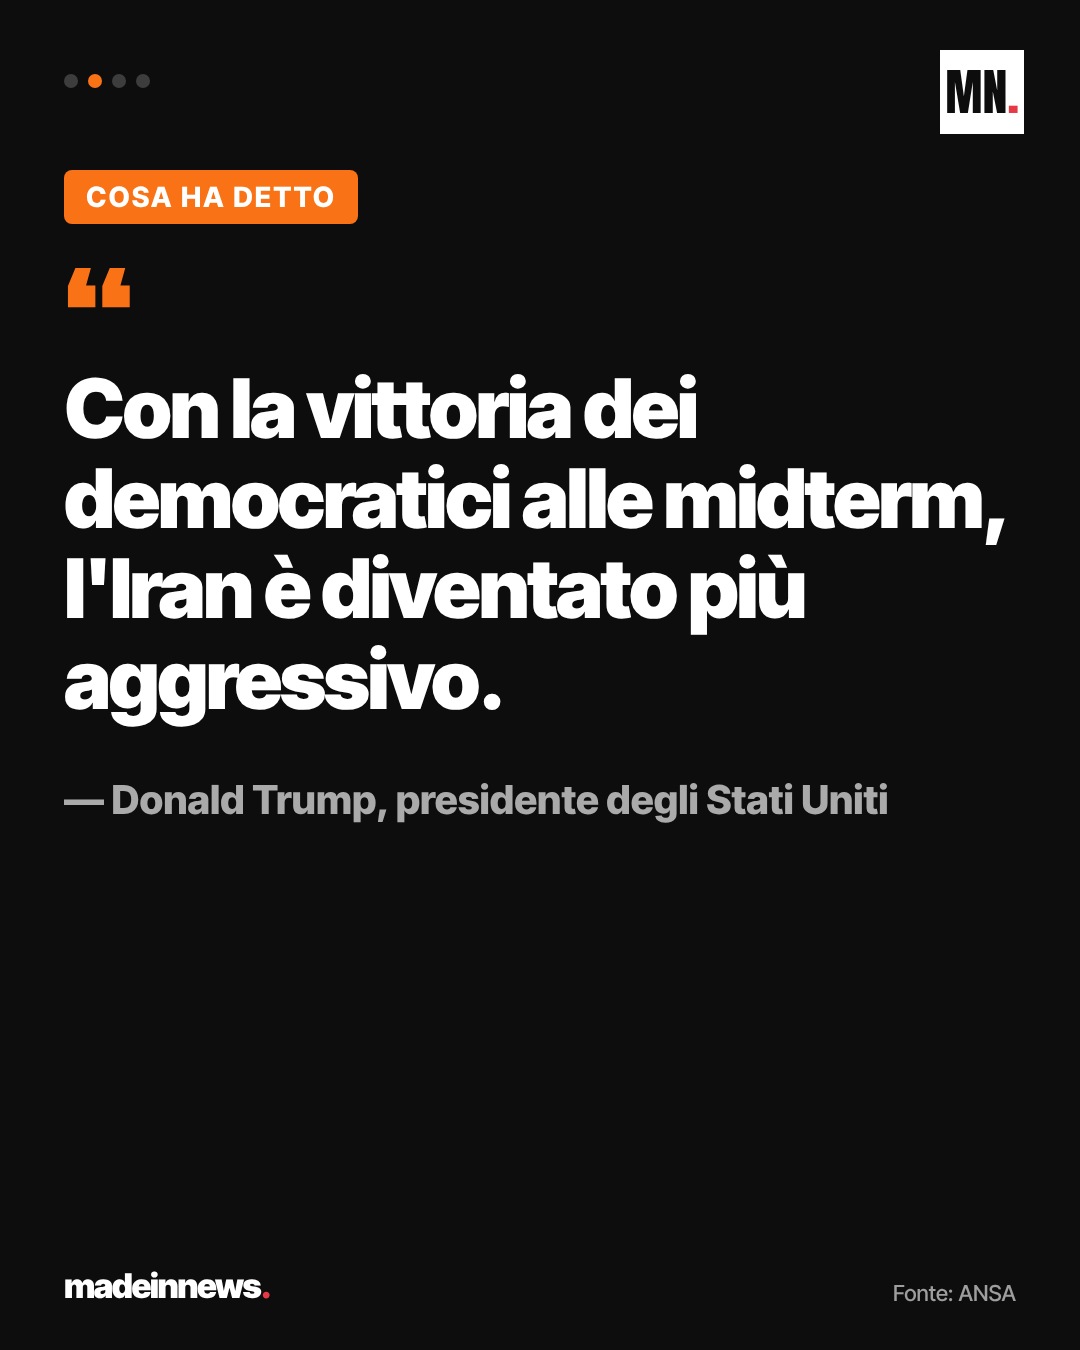 MN.
COSA HA DETTO
“
Con la vittoria dei
democratici alle midterm,
l'Iran è diventato più
aggressivo.
— Donald Trump, presidente degli Stati Uniti
madeinnews.
Fonte: ANSA